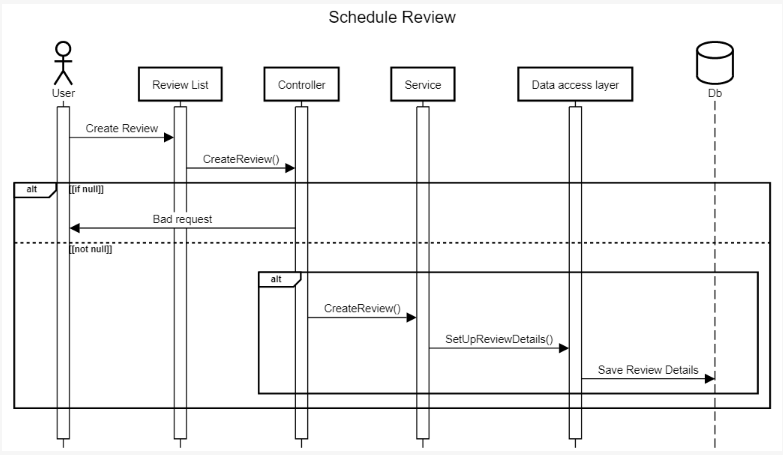 Schedule Review
User
Review List
Controller
Service
Data access layer
Db
Create Review
CreateReview()
alt
[[if null]]
Bad request
[[not null]]
alt
CreateReview()
SetUpReviewDetails()
Save Review Details